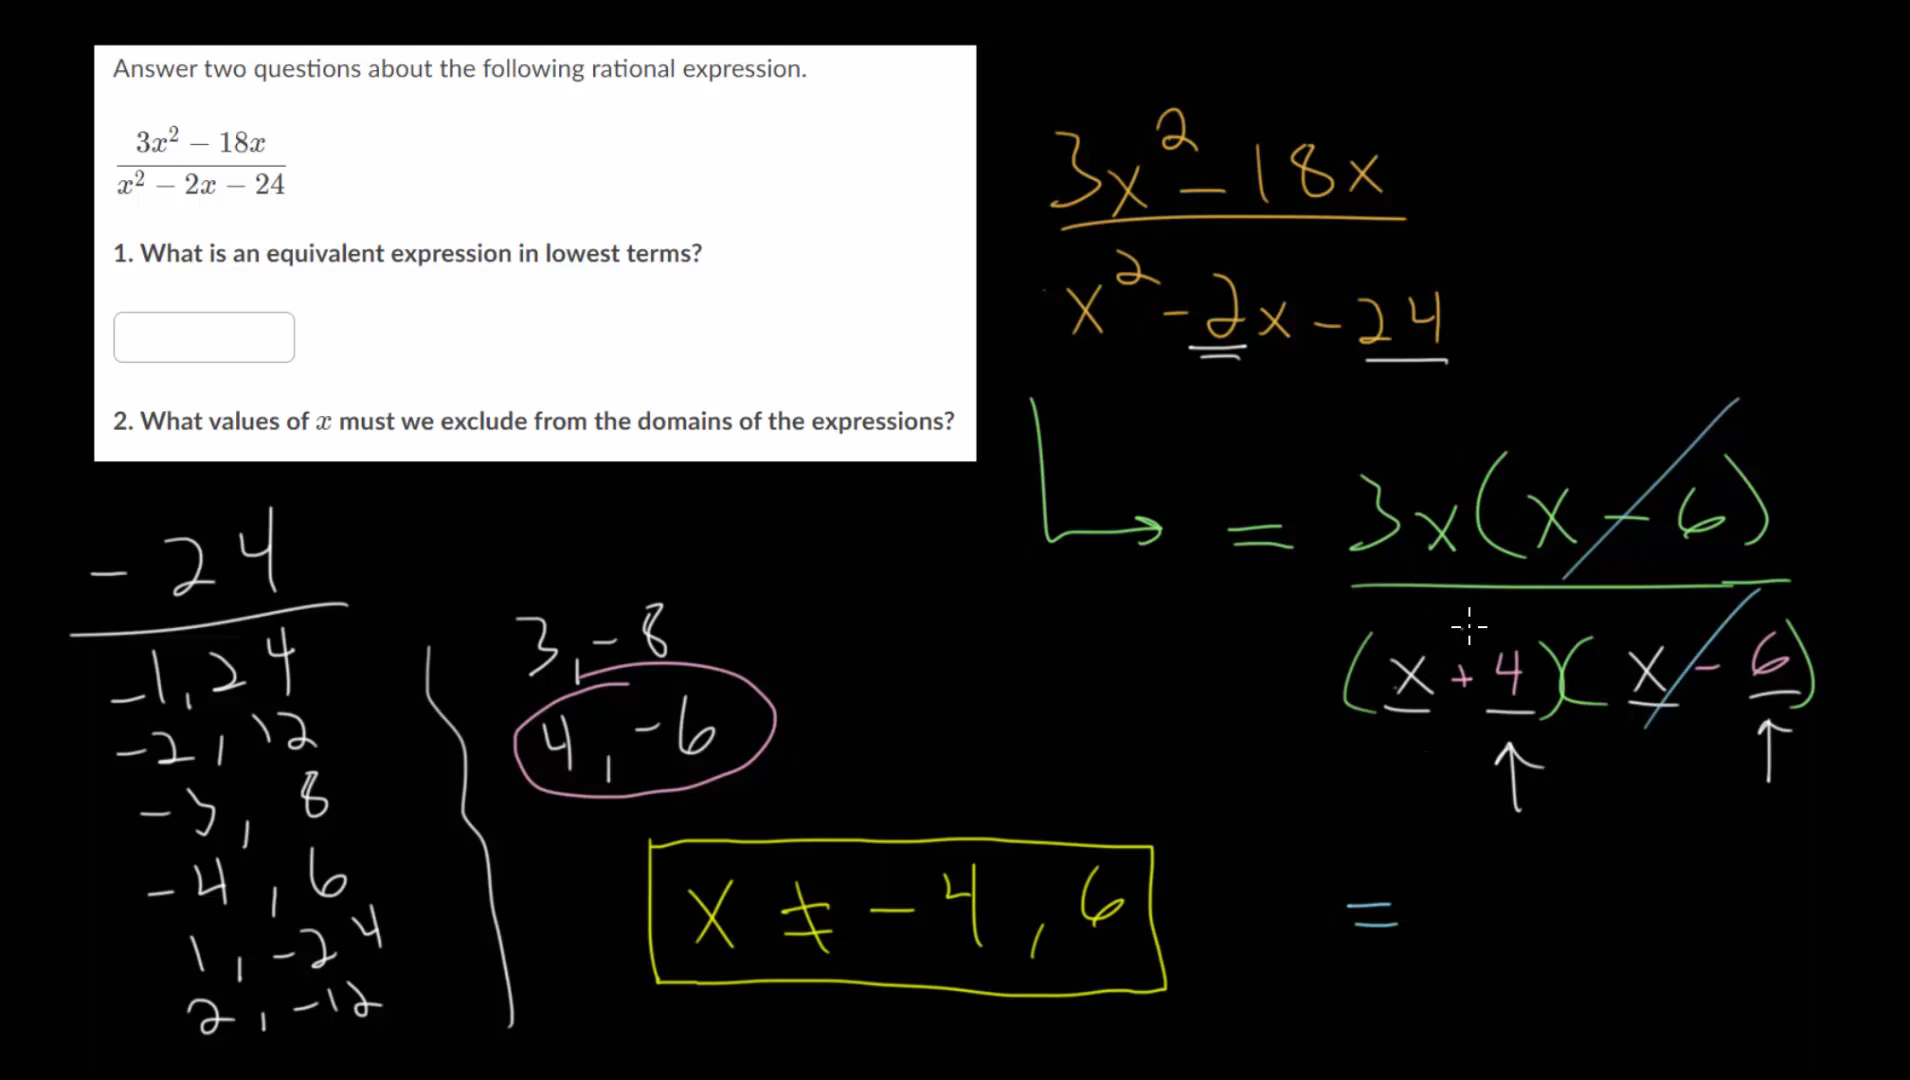 Answer two questions about the following rational expression.
3x² − 18x
x² − 2x − 24
1. What is an equivalent expression in lowest terms?
2. What values of x must we exclude from the domains of the expressions?
3x² − 18x
x² − 2x − 24
= 3x(x − 6)
(x + 4)(x − 6)
− 24
−1, 24
−2, 12
−3, 8
−4, 6
1, −24
2, −12
3, −8
4, −6
x ≠ −4, 6
=